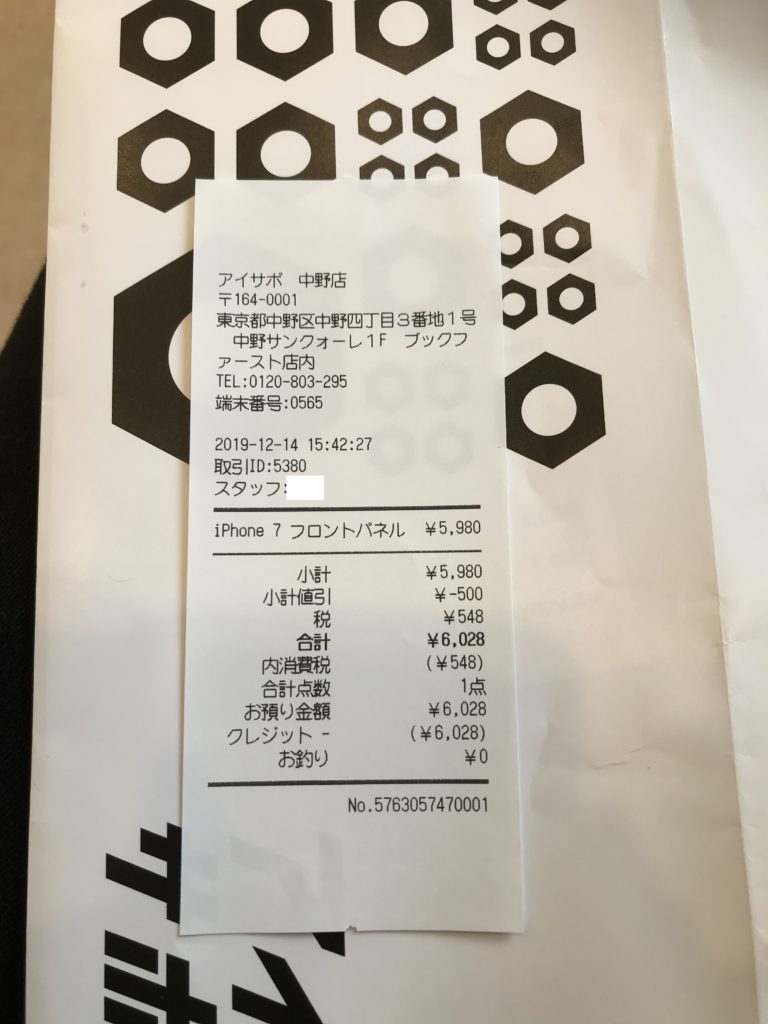 アイサポ 中野店
〒164-0001
東京都中野区中野四丁目3番地1号
中野サンクォーレ1F ブックフ
ァースト店内
TEL:0120-803-295
端末番号:0565
2019-12-14 15:42:27
取引ID:5380
スタッフ:
iPhone 7 フロントパネル ¥5,980
小計 ¥5,980
小計値引 ¥-500
税 ¥548
合計 ¥6,028
内消費税 (¥548)
合計点数 1点
お預り金額 ¥6,028
クレジット - (¥6,028)
お釣り ¥0
No.5763057470001